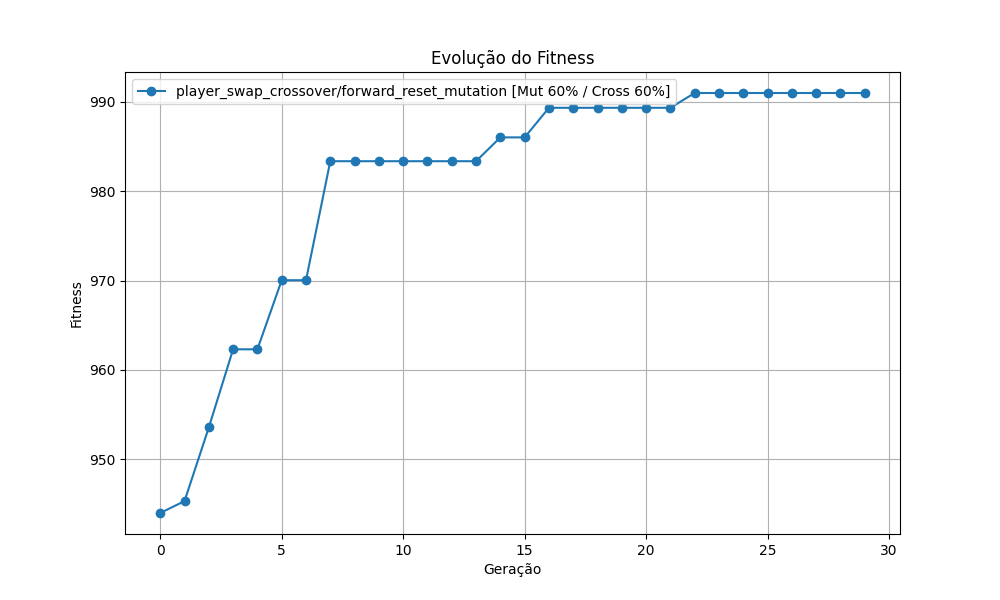 Evolução do Fitness
player_swap_crossover/forward_reset_mutation [Mut 60% / Cross 60%]
990
980
970
960
950
Fitness
0 5 10 15 20 25 30
Geração